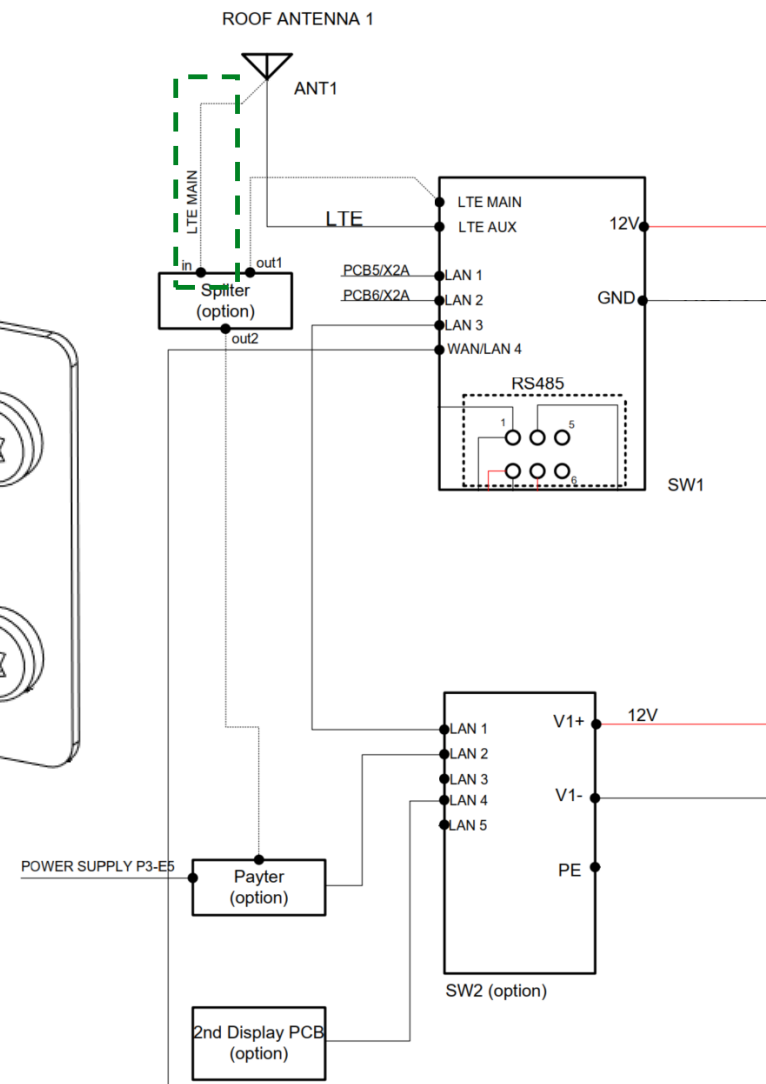 ROOF ANTENNA 1
ANT1
LTE MAIN
LTE
in
out1
Spliter
(option)
out2
LTE MAIN
LTE AUX
12V
PCB5/X2A
LAN 1
PCB6/X2A
LAN 2
GND
LAN 3
WAN/LAN 4
RS485
1
5
6
SW1
LAN 1
V1+
12V
LAN 2
LAN 3
LAN 4
V1-
LAN 5
PE
POWER SUPPLY P3-E5
Payter
(option)
SW2 (option)
2nd Display PCB
(option)